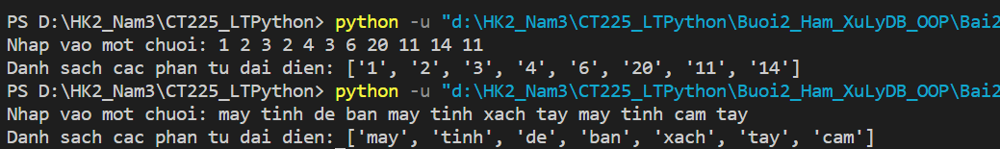 PS D:\HK2_Nam3\CT225_LTPython> python -u "d:\HK2_Nam3\CT225_LTPython\Buoi2_Ham_XuLyDB_OOP\Bai2
Nhap vao mot chuoi: 1 2 3 2 4 3 6 20 11 14 11
Danh sach cac phan tu dai dien: ['1', '2', '3', '4', '6', '20', '11', '14']
PS D:\HK2_Nam3\CT225_LTPython> python -u "d:\HK2_Nam3\CT225_LTPython\Buoi2_Ham_XuLyDB_OOP\Bai2
Nhap vao mot chuoi: may tinh de ban may tinh xach tay may tinh cam tay
Danh sach cac phan tu dai dien: ['may', 'tinh', 'de', 'ban', 'xach', 'tay', 'cam']